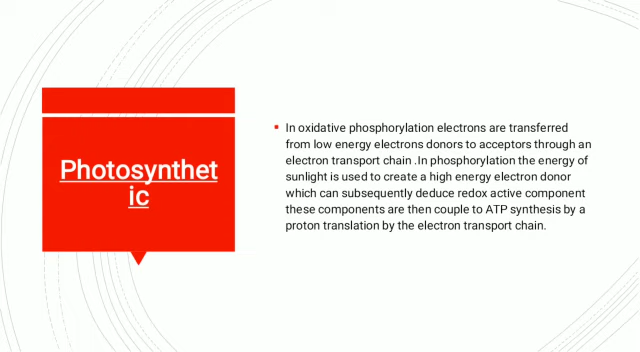 Photosynthet
ic
In oxidative phosphorylation electrons are transferred
from low energy electrons donors to acceptors through an
electron transport chain .In phosphorylation the energy of
sunlight is used to create a high energy electron donor
which can subsequently deduce redox active component
these components are then couple to ATP synthesis by a
proton translation by the electron transport chain.